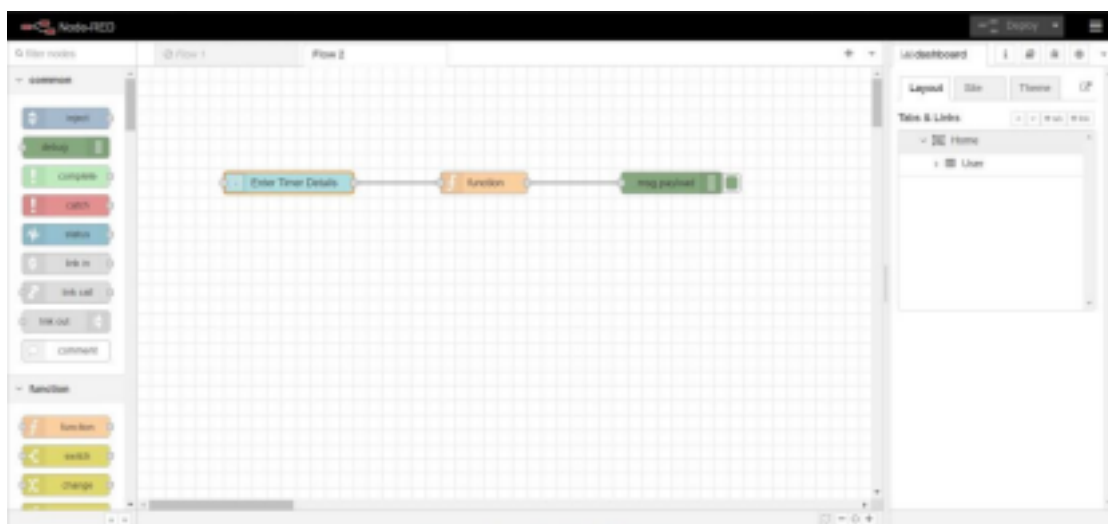 Node-RED
Deploy
filter nodes
Flow 1
Flow 2
dashboard
i
common
Layout
Site
Theme
inject
Tabs & Links
debug
Home
complete
User
Enter Timer Details
function
msg.payload
catch
status
link in
link call
link out
comment
function
function
switch
change